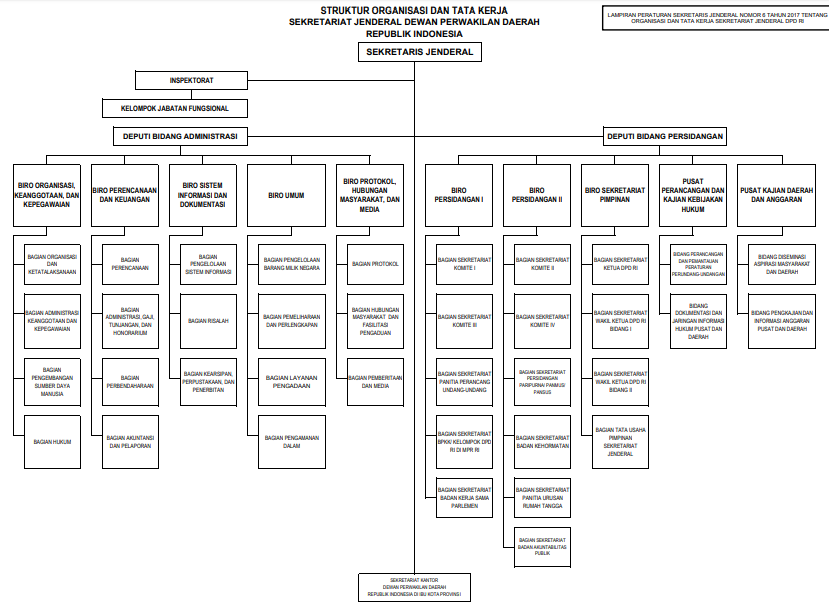 STRUKTUR ORGANISASI DAN TATA KERJA
SEKRETARIAT JENDERAL DEWAN PERWAKILAN DAERAH
REPUBLIK INDONESIA
LAMPIRAN PERATURAN SEKRETARIS JENDERAL NOMOR 6 TAHUN 2017 TENTANG
ORGANISASI DAN TATA KERJA SEKRETARIAT JENDERAL DPD RI
SEKRETARIS JENDERAL
INSPEKTORAT
KELOMPOK JABATAN FUNGSIONAL
DEPUTI BIDANG ADMINISTRASI
DEPUTI BIDANG PERSIDANGAN
BIRO ORGANISASI,
KEANGGOTAAN, DAN
KEPEGAWAIAN
BIRO PERENCANAAN
DAN KEUANGAN
BIRO SISTEM
INFORMASI DAN
DOKUMENTASI
BIRO UMUM
BIRO PROTOKOL,
HUBUNGAN
MASYARAKAT, DAN
MEDIA
BIRO
PERSIDANGAN I
BIRO
PERSIDANGAN II
BIRO SEKRETARIAT
PIMPINAN
PUSAT
PERANCANGAN DAN
KAJIAN KEBIJAKAN
HUKUM
PUSAT KAJIAN DAERAH
DAN ANGGARAN
BAGIAN ORGANISASI
DAN
KETATALAKSANAAN
BAGIAN
PERENCANAAN
BAGIAN
PENGELOLAAN
SISTEM INFORMASI
BAGIAN PENGELOLAAN
BARANG MILIK NEGARA
BAGIAN PROTOKOL
BAGIAN SEKRETARIAT
KOMITE I
BAGIAN SEKRETARIAT
KOMITE II
BAGIAN SEKRETARIAT
KETUA DPD RI
BIDANG PERANCANGAN
DAN PEMANTAUAN
PERATURAN
PERUNDANG-UNDANGAN
BIDANG DISEMINASI
ASPIRASI MASYARAKAT
DAN DAERAH
BAGIAN ADMINISTRASI
KEANGGOTAAN DAN
KEPEGAWAIAN
BAGIAN
ADMINISTRASI, GAJI,
TUNJANGAN, DAN
HONORARIUM
BAGIAN RISALAH
BAGIAN PEMELIHARAAN
DAN PERLENGKAPAN
BAGIAN HUBUNGAN
MASYARAKAT DAN
FASILITASI
PENGADUAN
BAGIAN SEKRETARIAT
KOMITE III
BAGIAN SEKRETARIAT
KOMITE IV
BAGIAN SEKRETARIAT
WAKIL KETUA DPD RI
BIDANG I
BIDANG
DOKUMENTASI DAN
JARINGAN INFORMASI
HUKUM PUSAT DAN
DAERAH
BIDANG PENGKAJIAN DAN
INFORMASI ANGGARAN
PUSAT DAN DAERAH
BAGIAN
PENGEMBANGAN
SUMBER DAYA
MANUSIA
BAGIAN
PERBENDAHARAAN
BAGIAN KEARSIPAN,
PERPUSTAKAAN, DAN
PENERBITAN
BAGIAN LAYANAN
PENGADAAN
BAGIAN PEMBERITAAN
DAN MEDIA
BAGIAN SEKRETARIAT
PANITIA PERANCANG
UNDANG-UNDANG
BAGIAN SEKRETARIAT
PERSIDANGAN
PARIPURNA/ PANMUS/
PANSUS
BAGIAN SEKRETARIAT
WAKIL KETUA DPD RI
BIDANG II
BAGIAN HUKUM
BAGIAN AKUNTANSI
DAN PELAPORAN
BAGIAN PENGAMANAN
DALAM
BAGIAN SEKRETARIAT
BPKK/ KELOMPOK DPD
RI DI MPR RI
BAGIAN SEKRETARIAT
BADAN KEHORMATAN
BAGIAN TATA USAHA
PIMPINAN
SEKRETARIAT
JENDERAL
BAGIAN SEKRETARIAT
BADAN KERJA SAMA
PARLEMEN
BAGIAN SEKRETARIAT
PANITIA URUSAN
RUMAH TANGGA
BAGIAN SEKRETARIAT
BADAN AKUNTABILITAS
PUBLIK
SEKRETARIAT KANTOR
DEWAN PERWAKILAN DAERAH
REPUBLIK INDONESIA DI IBU KOTA PROVINSI